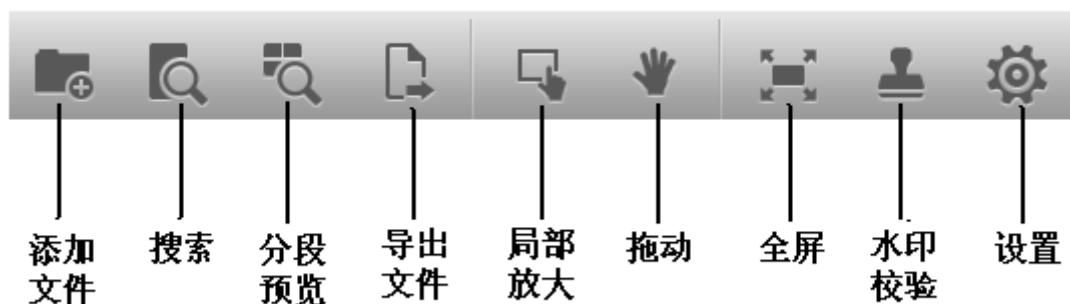 添加
文件
搜索
分段
预览
导出
文件
局部
放大
拖动
全屏
水印
校验
设置